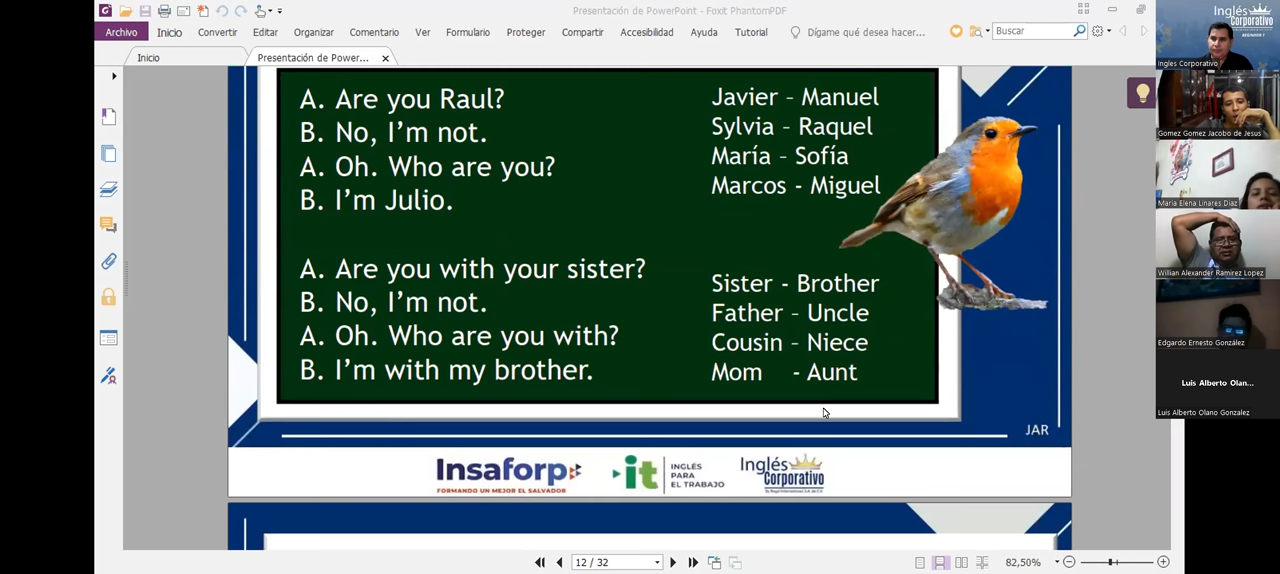 Presentación de PowerPoint - Foxit PhantomPDF
Archivo Inicio Convertir Editar Organizar Comentario Ver Formulario Proteger Compartir Accesibilidad Ayuda Tutorial Dígame qué desea hacer... Buscar
Inicio Presentación de Power...
A. Are you Raul?
B. No, I'm not.
A. Oh. Who are you?
B. I'm Julio.
Javier – Manuel
Sylvia – Raquel
María – Sofía
Marcos - Miguel
A. Are you with your sister?
B. No, I'm not.
A. Oh. Who are you with?
B. I'm with my brother.
Sister - Brother
Father – Uncle
Cousin – Niece
Mom - Aunt
JAR
Insaforp
FORMANDO UN MEJOR EL SALVADOR
it
INGLÉS
PARA
EL TRABAJO
Inglés
Corporativo
12 / 32
82,50%
Inglés
Corporativo
Ingles Corporativo
Gomez Gomez Jacobo de Jesus
Maria Elena Linares Diaz
Willian Alexander Ramirez Lopez
Edgardo Ernesto González
Luis Alberto Olan...
Luis Alberto Olano Gonzalez